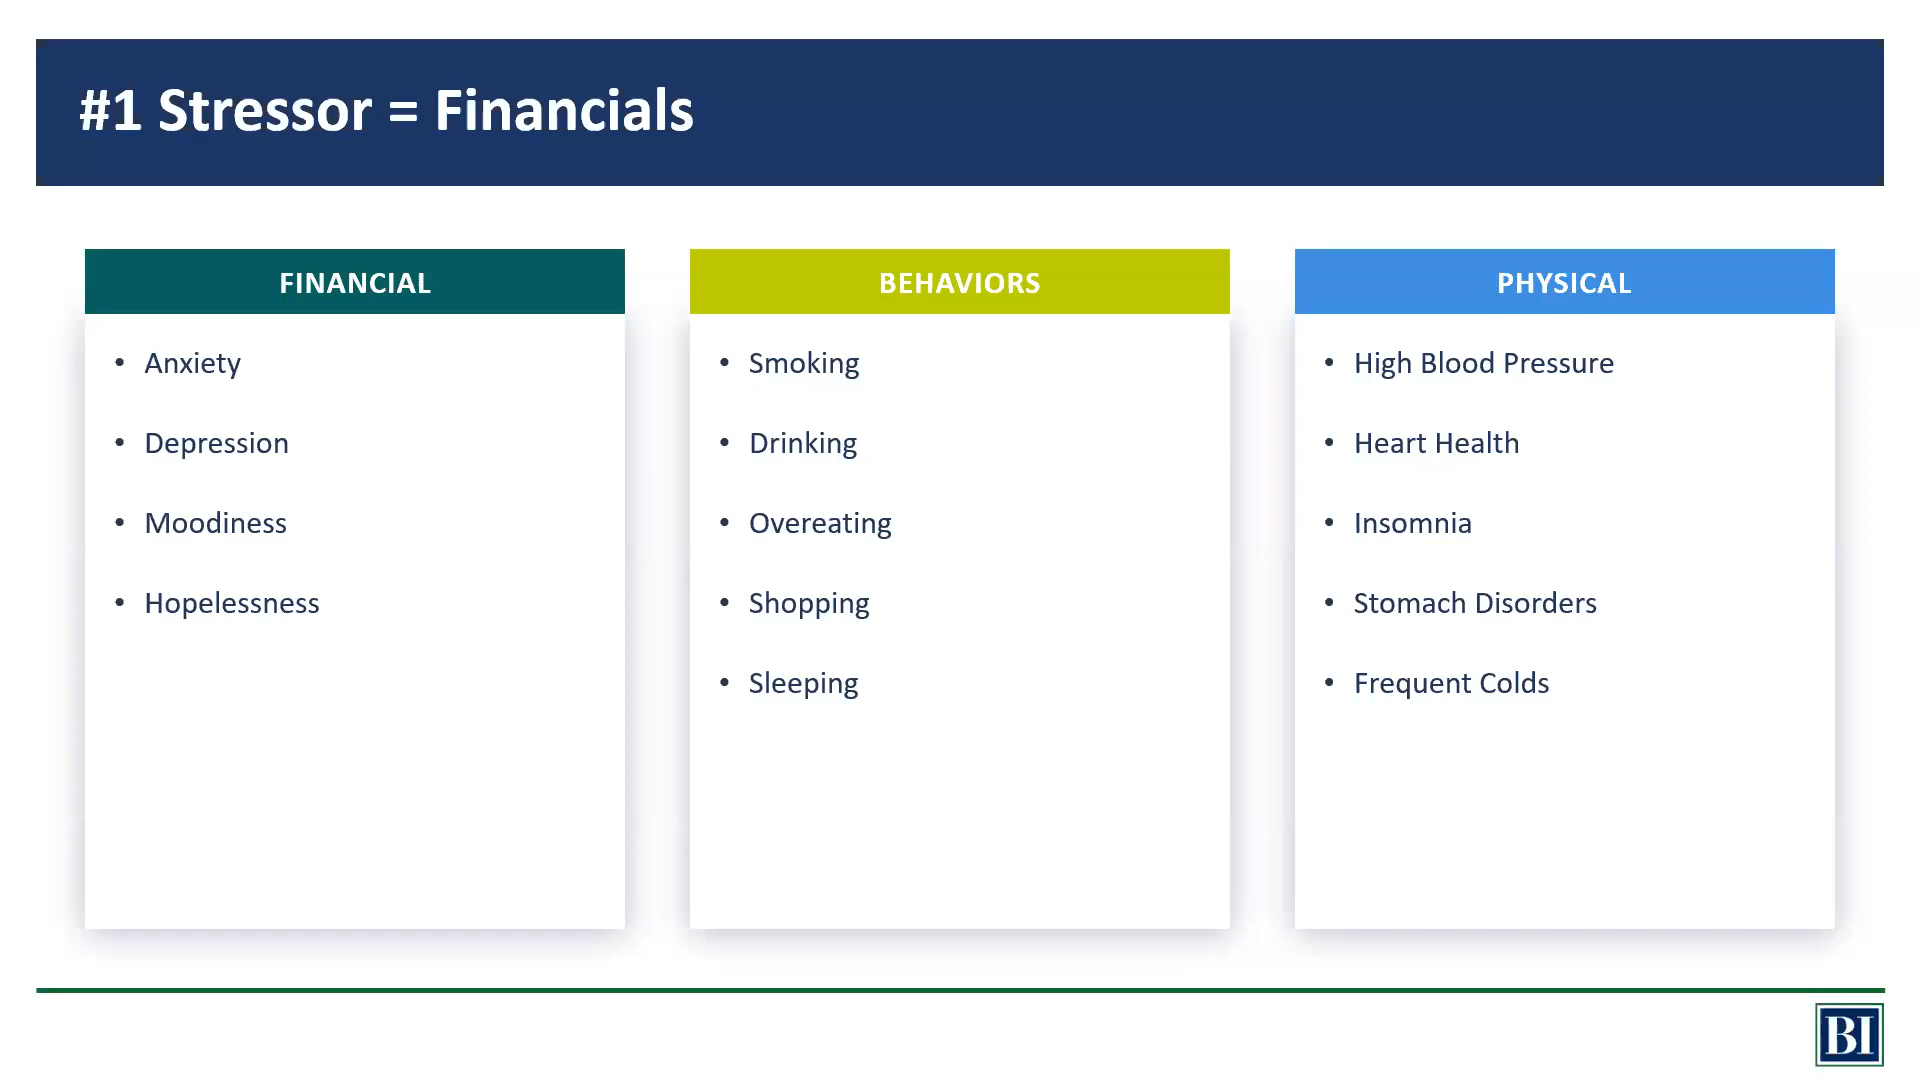 #1 Stressor = Financials
FINANCIAL
• Anxiety
• Depression
• Moodiness
• Hopelessness
BEHAVIORS
• Smoking
• Drinking
• Overeating
• Shopping
• Sleeping
PHYSICAL
• High Blood Pressure
• Heart Health
• Insomnia
• Stomach Disorders
• Frequent Colds
BI